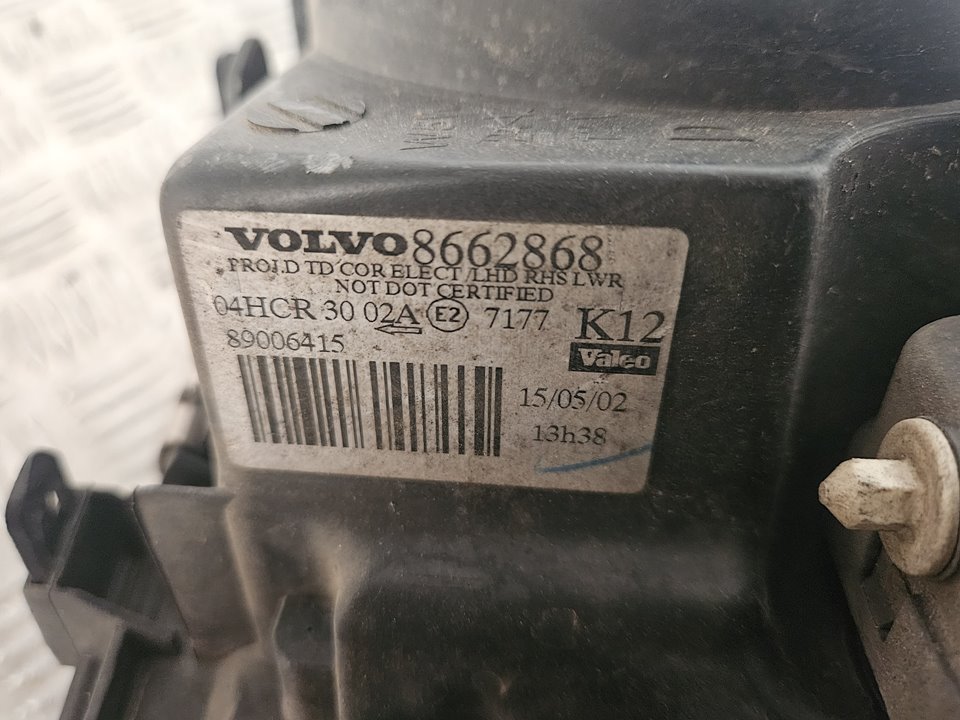 VOLVO 8662868
PROJ.D TD COR ELECT /LHD RHS LWR
NOT DOT CERTIFIED
04HCR 30 02A E2 7177 K12
89006415 Valeo
15/05/02
13h38